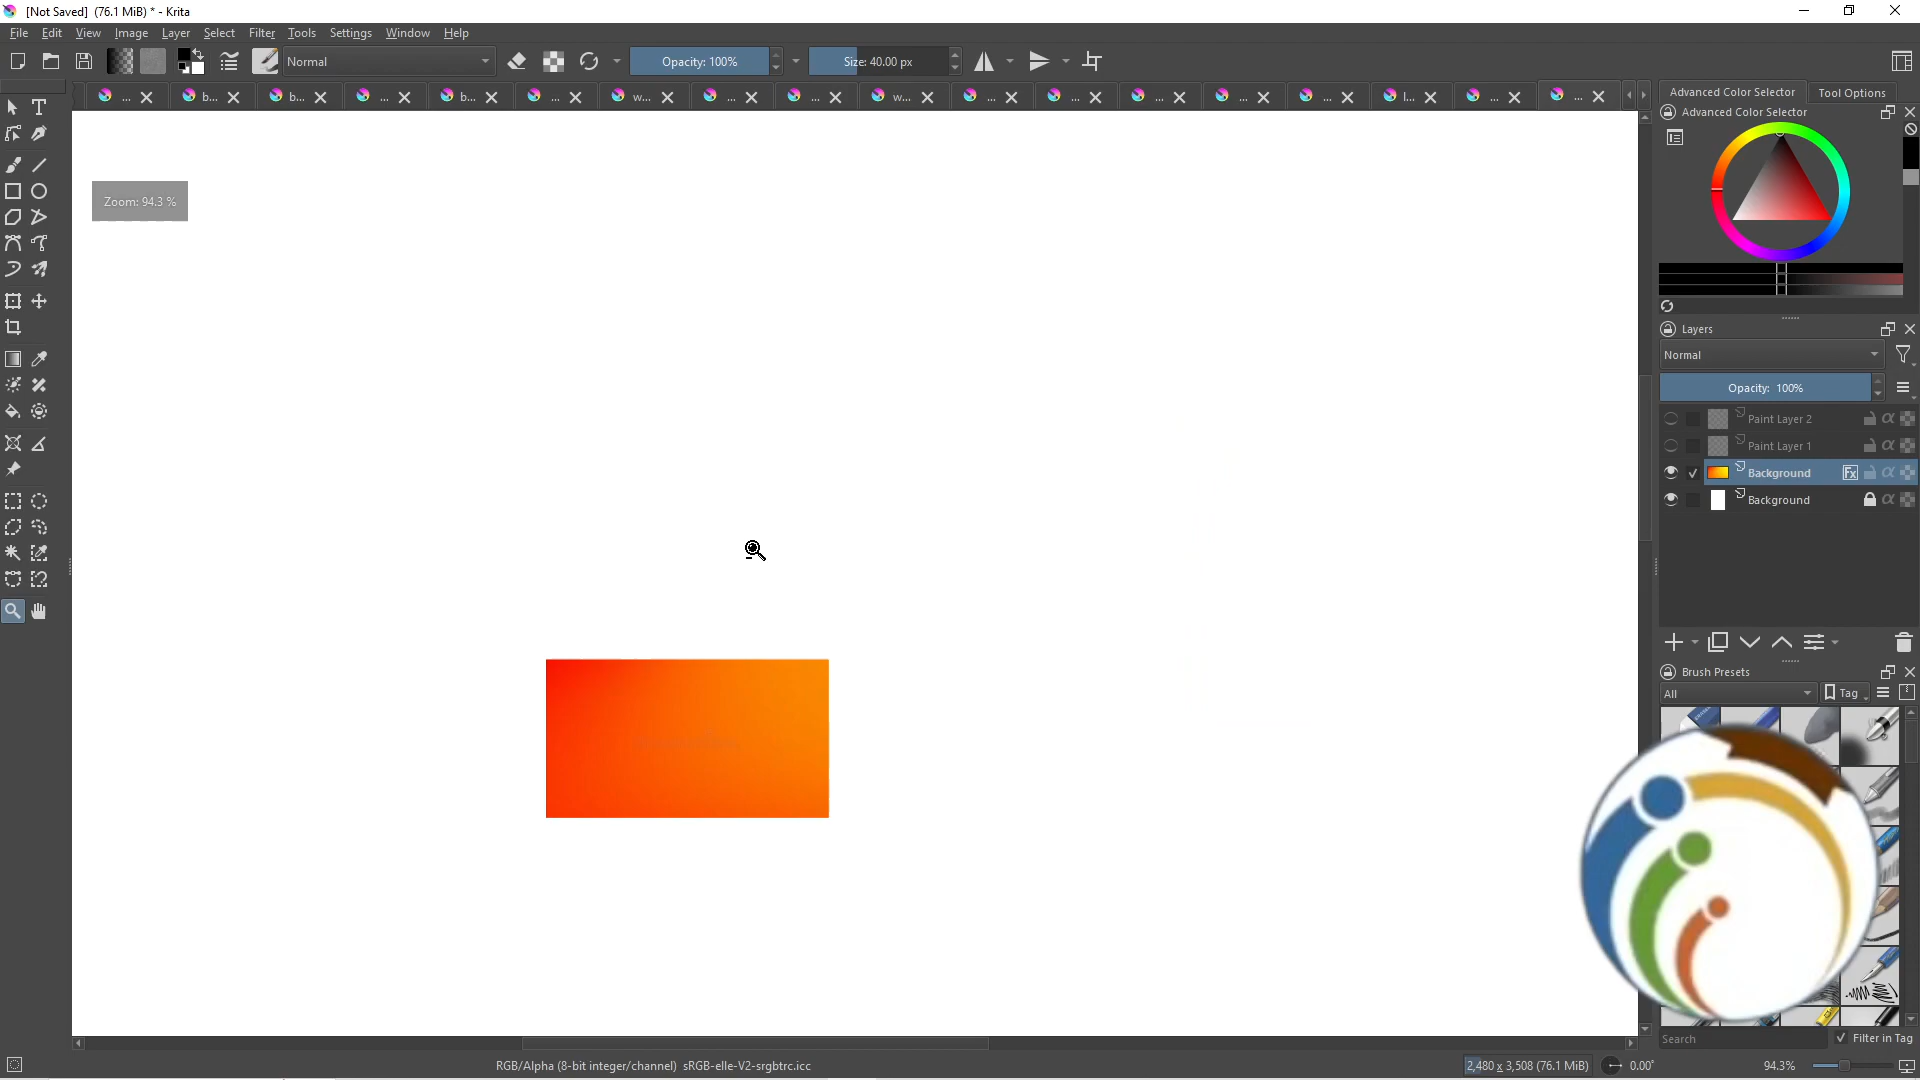 [Not Saved] (76.1 MiB) * - Krita
File Edit View Image Layer Select Filter Tools Settings Window Help
Normal
Opacity: 100%
Size: 40.00 px
... b... b... ... b... ... w... ... ... w... ... ... ... ... ... l... ... ...
Advanced Color Selector
Tool Options
Advanced Color Selector
Zoom: 94.3 %
Layers
Normal
Opacity: 100%
Paint Layer 2
Paint Layer 1
Background
Background
Brush Presets
All
Tag
Search
Filter in Tag
RGB/Alpha (8-bit integer/channel) sRGB-elle-V2-srgbtrc.icc
2,480 x 3,508 (76.1 MiB)
0.00°
94.3%